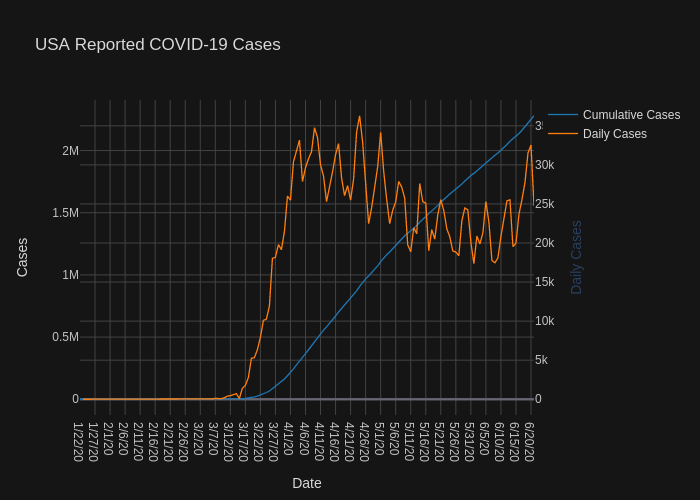 USA Reported COVID-19 Cases
Cumulative Cases
Daily Cases
2M
1.5M
1M
0.5M
0
30k
25k
20k
15k
10k
5k
0
Cases
Daily Cases
1/22/20
1/27/20
2/1/20
2/6/20
2/11/20
2/16/20
2/21/20
2/26/20
3/2/20
3/7/20
3/12/20
3/17/20
3/22/20
3/27/20
4/1/20
4/6/20
4/11/20
4/16/20
4/21/20
4/26/20
5/1/20
5/6/20
5/11/20
5/16/20
5/21/20
5/26/20
5/31/20
6/5/20
6/10/20
6/15/20
6/20/20
Date